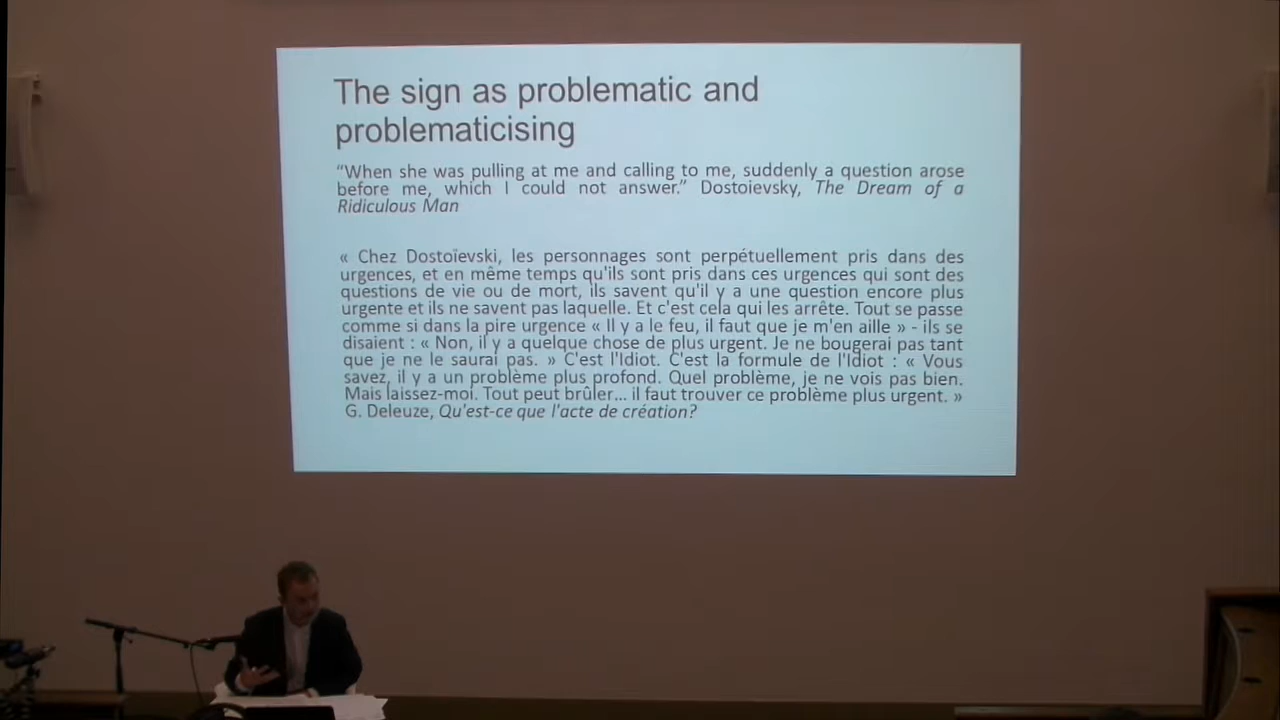 The sign as problematic and
problematicising
“When she was pulling at me and calling to me, suddenly a question arose
before me, which I could not answer.” Dostoievsky, The Dream of a
Ridiculous Man
« Chez Dostoïevski, les personnages sont perpétuellement pris dans des
urgences, et en même temps qu'ils sont pris dans ces urgences qui sont des
questions de vie ou de mort, ils savent qu'il y a une question encore plus
urgente et ils ne savent pas laquelle. Et c'est cela qui les arrête. Tout se passe
comme si dans la pire urgence « Il y a le feu, il faut que je m'en aille » - ils se
disaient : « Non, il y a quelque chose de plus urgent. Je ne bougerai pas tant
que je ne le saurai pas. » C'est l'Idiot. C'est la formule de l'Idiot : « Vous
savez, il y a un problème plus profond. Quel problème, je ne vois pas bien.
Mais laissez-moi. Tout peut brûler... il faut trouver ce problème plus urgent. »
G. Deleuze, Qu'est-ce que l'acte de création?